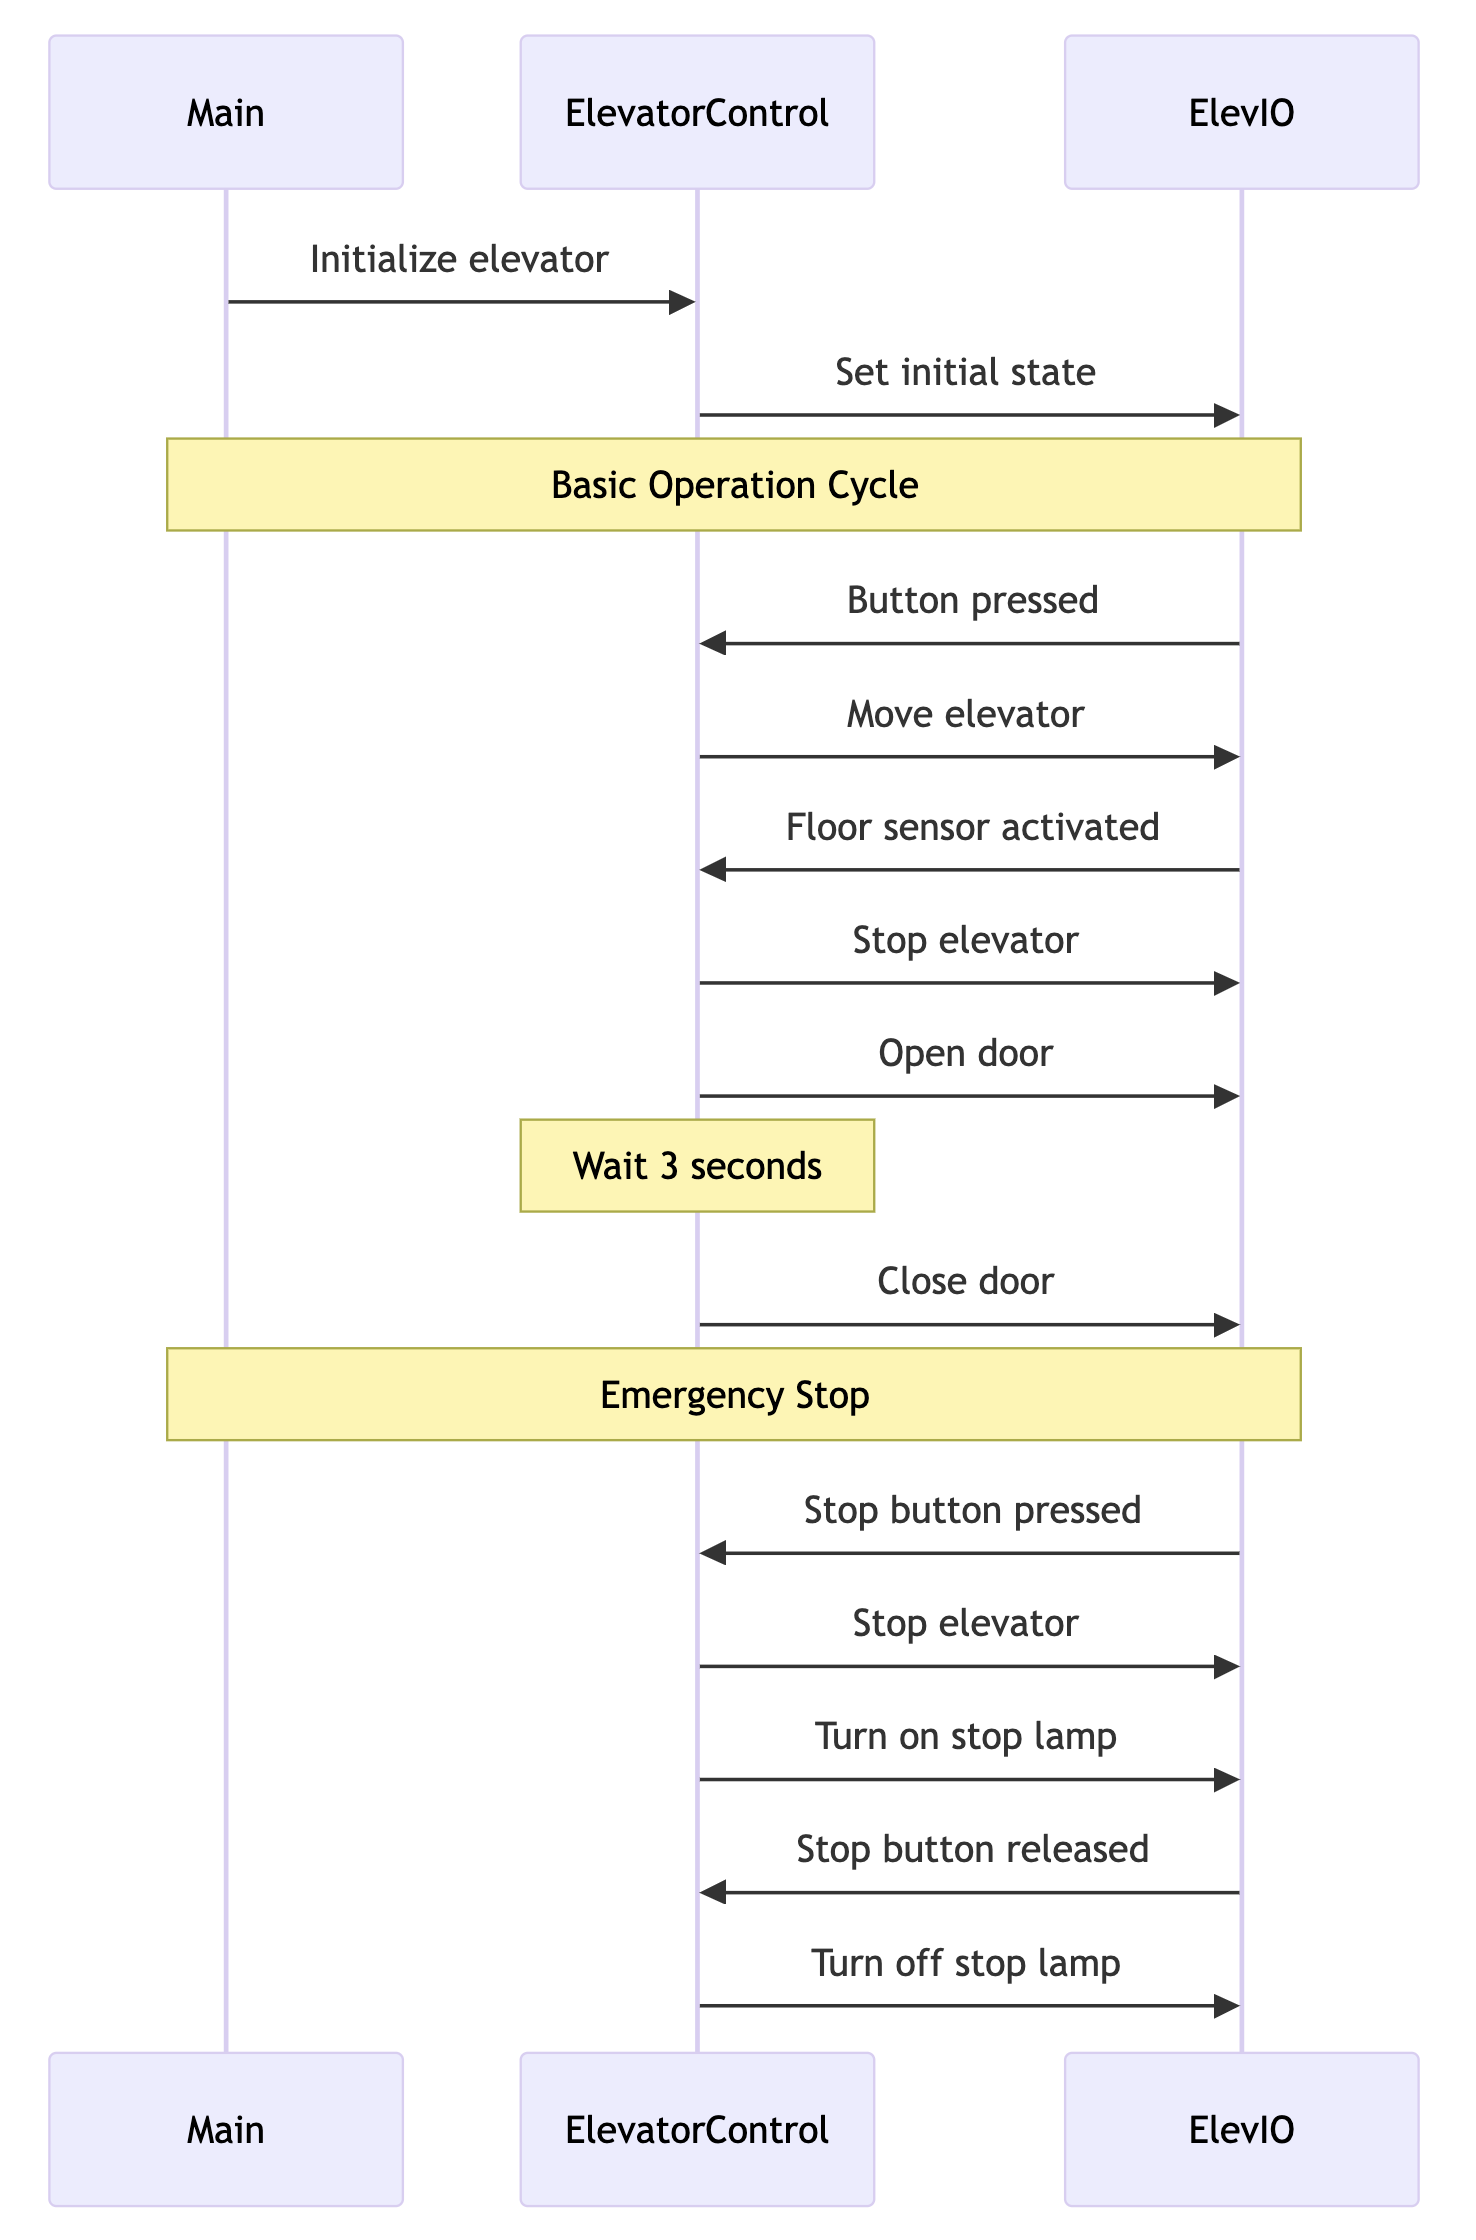 Main
ElevatorControl
ElevIO
Initialize elevator
Set initial state
Basic Operation Cycle
Button pressed
Move elevator
Floor sensor activated
Stop elevator
Open door
Wait 3 seconds
Close door
Emergency Stop
Stop button pressed
Stop elevator
Turn on stop lamp
Stop button released
Turn off stop lamp
Main
ElevatorControl
ElevIO